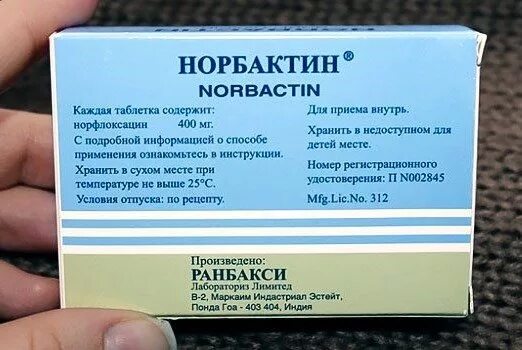 НОРБАКТИН®
NORBACTIN
Каждая таблетка содержит:
норфлоксацин 400 мг.
С подробной информацией о способе
применения ознакомьтесь в инструкции.
Хранить в сухом месте при
температуре не выше 25°С.
Условия отпуска: по рецепту.
Для приема внутрь.
Хранить в недоступном для
детей месте.
Номер регистрационного
удостоверения: П N002845
Mfg.Lic.No. 312
Произведено:
РАНБАКСИ
Лабораториз Лимитед
В-2, Маркаим Индастриал Эстейт,
Понда Гоа - 403 404, Индия